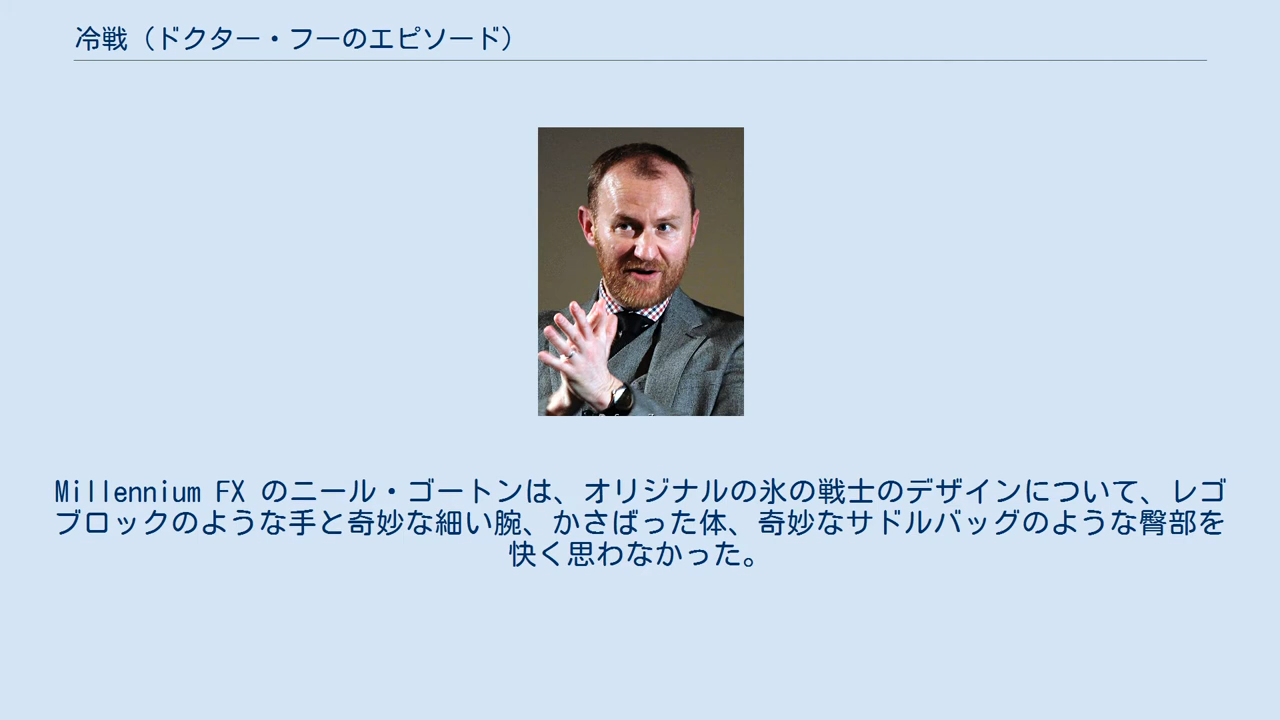 冷戦（ドクター・フーのエピソード）
Millennium FX のニール・ゴートンは、オリジナルの氷の戦士のデザインについて、レゴ
ブロックのような手と奇妙な細い腕、かさばった体、奇妙なサドルバッグのような臀部を
快く思わなかった。